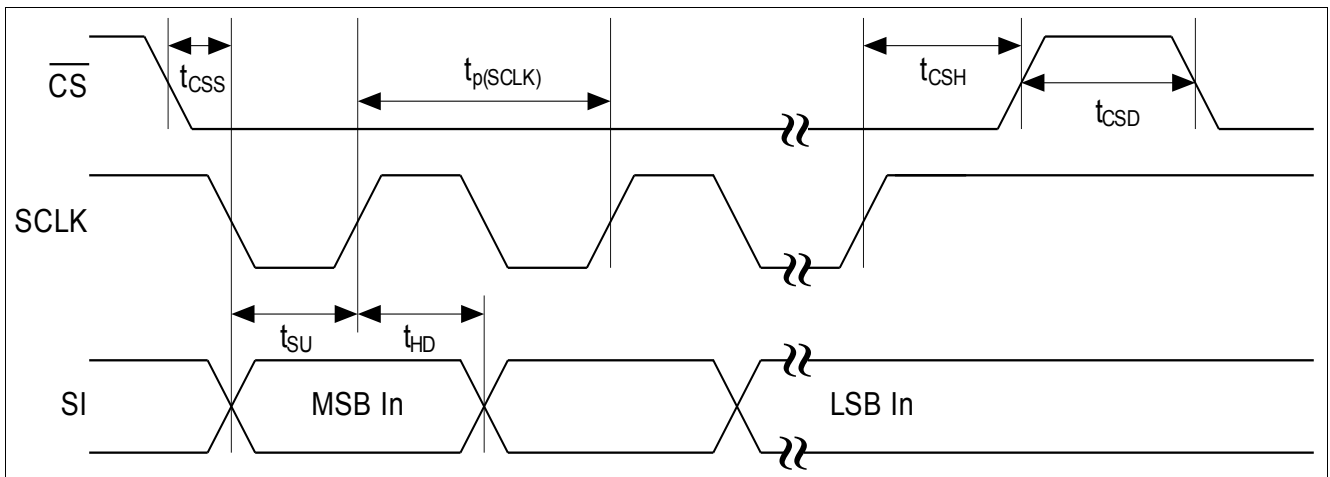 CS
tCSS
tp(SCLK)
tCSH
tCSD
SCLK
tSU
tHD
SI
MSB In
LSB In